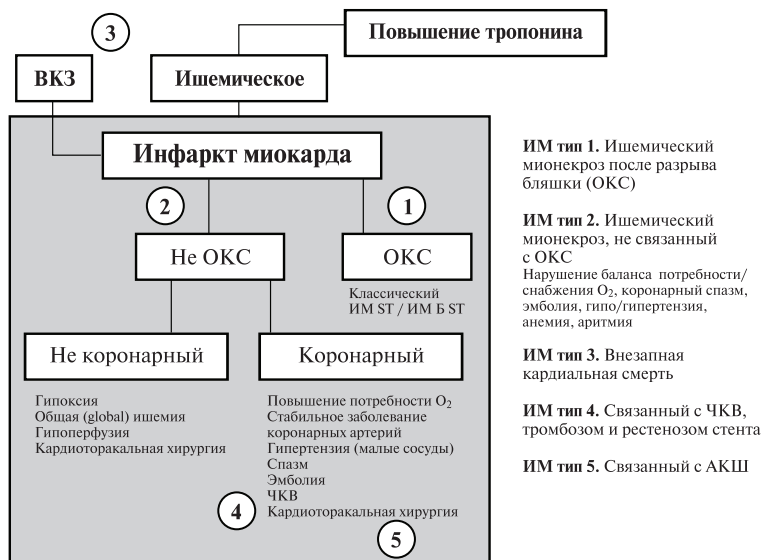 3
Повышение тропонина
ВКЗ
Ишемическое
Инфаркт миокарда
2
1
Не ОКС
ОКС
Классический
ИМ ST / ИМ Б ST
Не коронарный
Коронарный
Гипоксия
Общая (global) ишемия
Гипоперфузия
Кардиоторакальная хирургия
Повышение потребности O₂
Стабильное заболевание
коронарных артерий
Гипертензия (малые сосуды)
Спазм
Эмболия
ЧКВ
Кардиоторакальная хирургия
4
5
ИМ тип 1. Ишемический
мионекроз после разрыва
бляшки (ОКС)
ИМ тип 2. Ишемический
мионекроз, не связанный
с ОКС
Нарушение баланса потребности/
снабжения O₂, коронарный спазм,
эмболия, гипо/гипертензия,
анемия, аритмия
ИМ тип 3. Внезапная
кардиальная смерть
ИМ тип 4. Связанный с ЧКВ,
тромбозом и рестенозом стента
ИМ тип 5. Связанный с АКШ